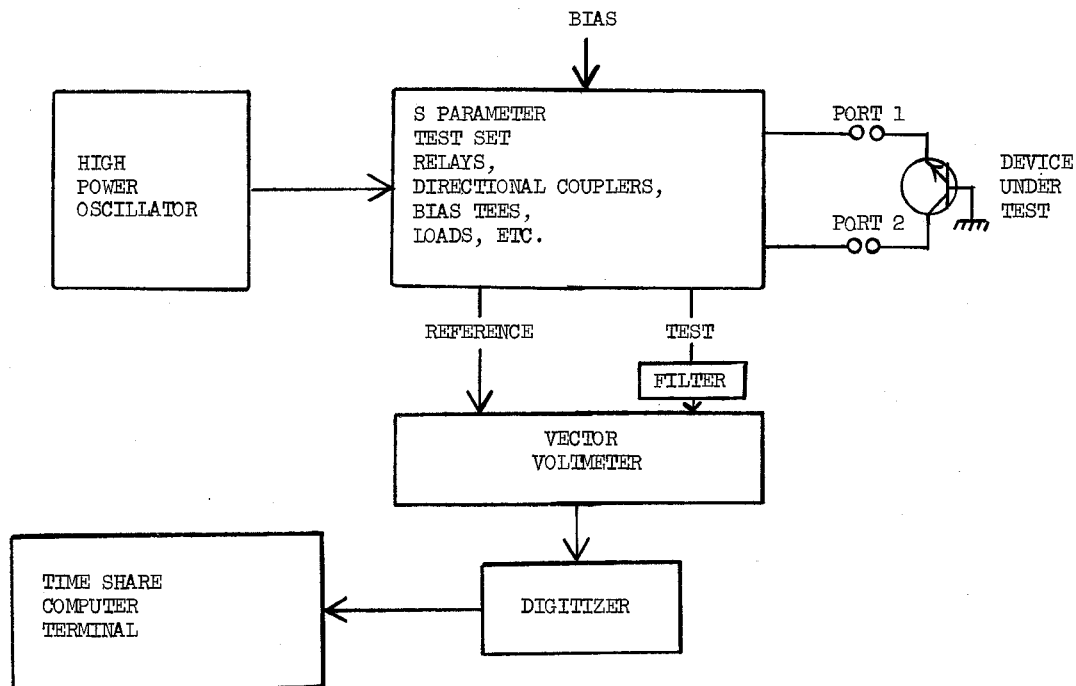 BIAS
HIGH
POWER
OSCILLATOR
S PARAMETER
TEST SET
RELAYS,
DIRECTIONAL COUPLERS,
BIAS TEES,
LOADS, ETC.
PORT 1
PORT 2
DEVICE
UNDER
TEST
REFERENCE
TEST
FILTER
VECTOR
VOLTMETER
DIGITIZER
TIME SHARE
COMPUTER
TERMINAL